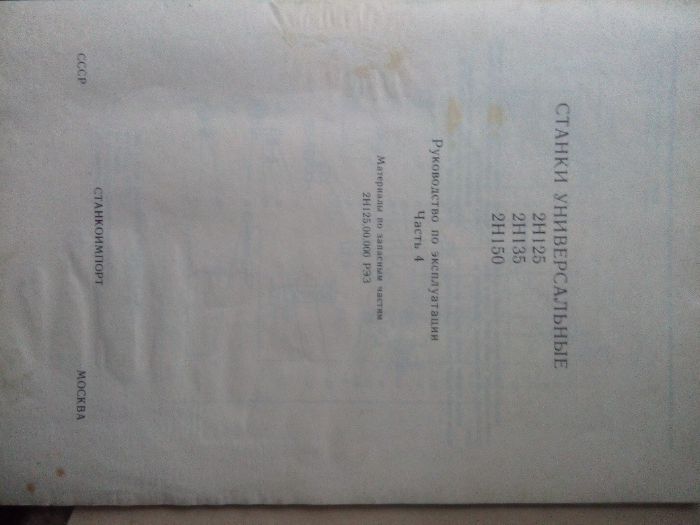 СТАНКИ УНИВЕРСАЛЬНЫЕ
2Н125
2Н135
2Н150
Руководство по эксплуатации
Часть 4
Материалы по запасным частям
2Н125.00.000 РЭ3
СССР
СТАНКОИМПОРТ
МОСКВА